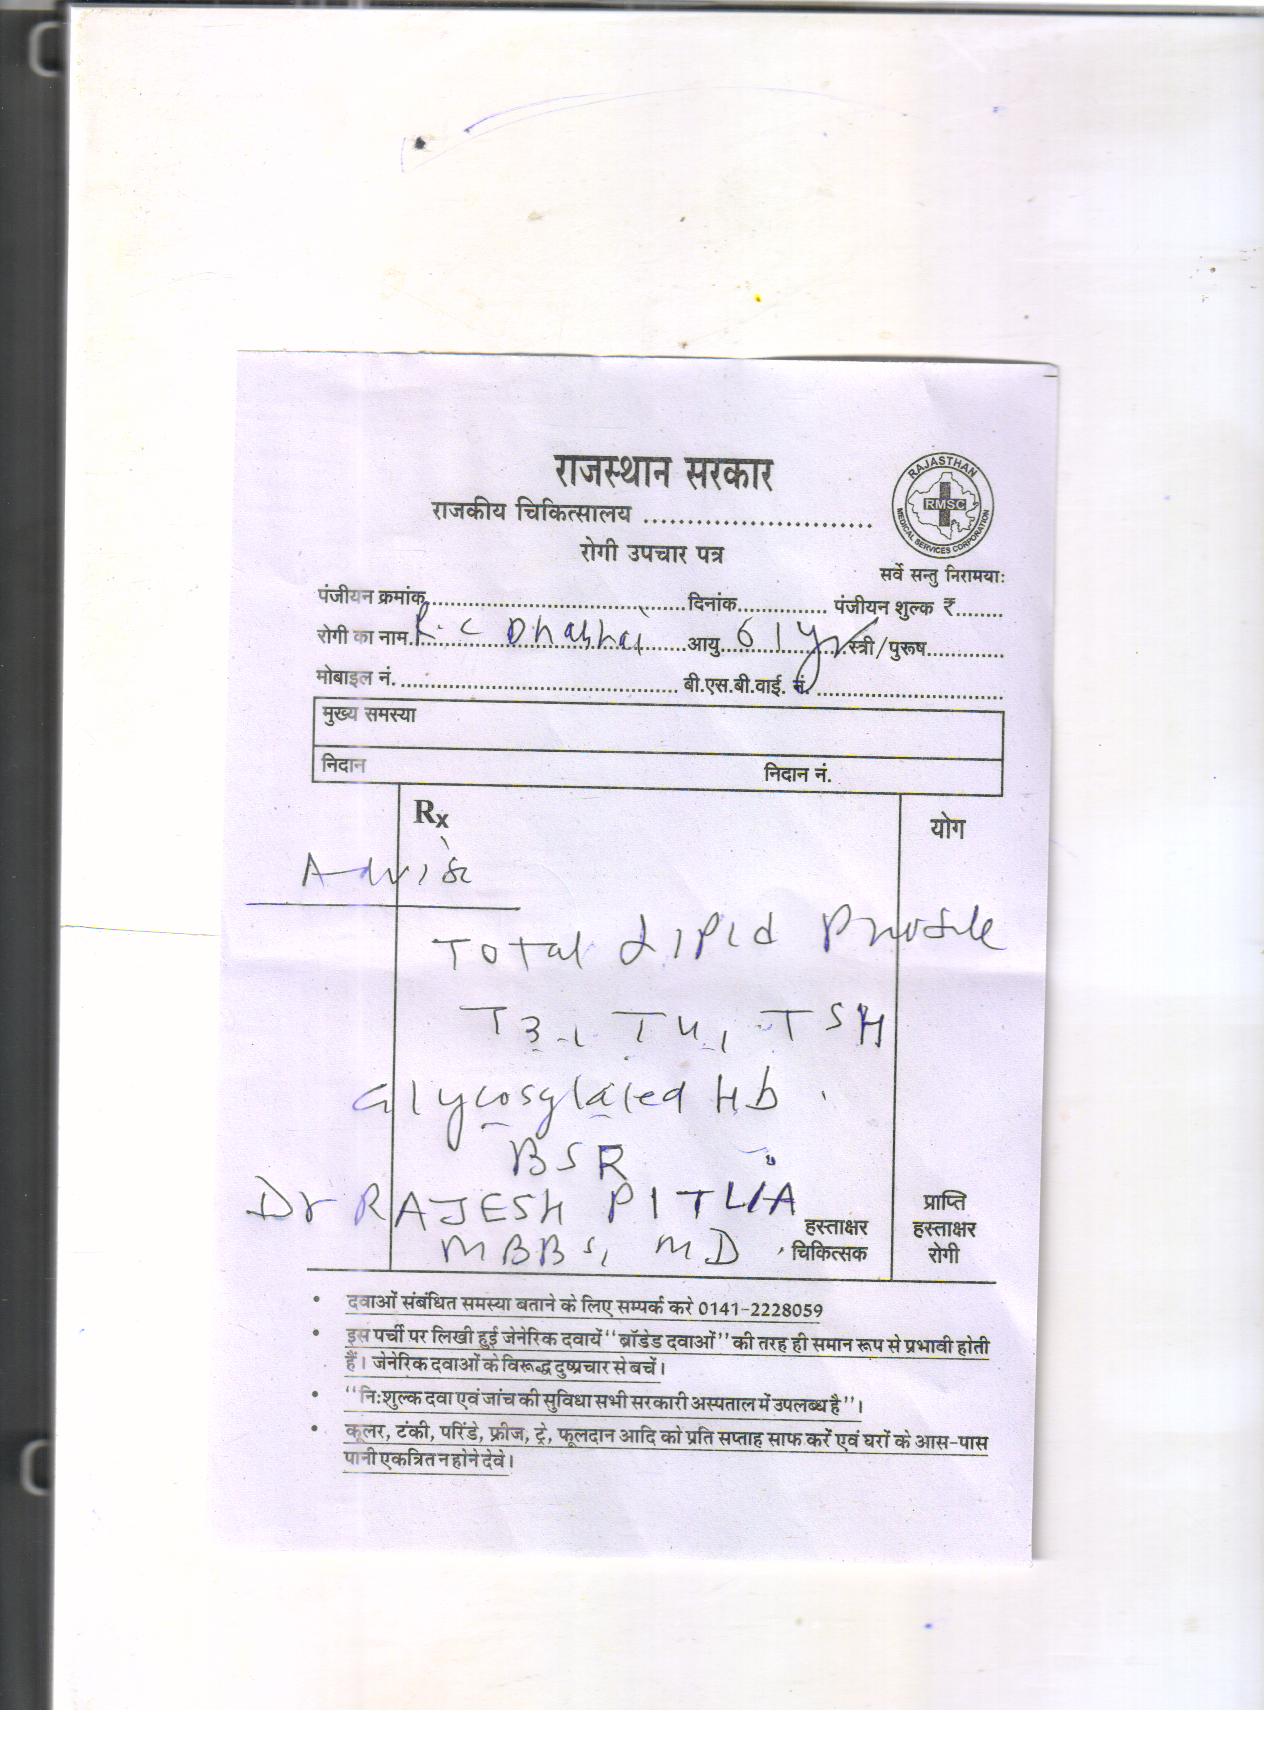 राजस्थान सरकार
राजकीय चिकित्सालय ..........................
रोगी उपचार पत्र
RAJASTHAN
RMSC
MEDICAL SERVICES CORPORATION
सर्वे सन्तु निरामयाः
पंजीयन क्रमांक.......................................दिनांक.............. पंजीयन शुल्क ₹........
रोगी का नाम. R. C Dhabhai ........आयु. 61 yr स्त्री/पुरूष............
मोबाइल नं. .......................................... बी.एस.बी.वाई. नं. ............................
मुख्य समस्या
निदान निदान नं.
Rx योग
Advice
Total Lipid Profile
T3, T4, TSH
Glycosylated Hb.
BSR
Dr RAJESH PITLIA
MBBS, MD
हस्ताक्षर
चिकित्सक
प्राप्ति
हस्ताक्षर
रोगी
• दवाओं संबंधित समस्या बताने के लिए सम्पर्क करे 0141-2228059
• इस पर्ची पर लिखी हुई जेनेरिक दवायें "ब्रॉडेड दवाओं" की तरह ही समान रूप से प्रभावी होती
हैं। जेनेरिक दवाओं के विरूद्ध दुष्प्रचार से बचें।
• "निःशुल्क दवा एवं जांच की सुविधा सभी सरकारी अस्पताल में उपलब्ध है"।
• कूलर, टंकी, परिंडे, फ्रीज, ट्रे, फूलदान आदि को प्रति सप्ताह साफ करें एवं घरों के आस-पास
पानी एकत्रित न होने देवे।